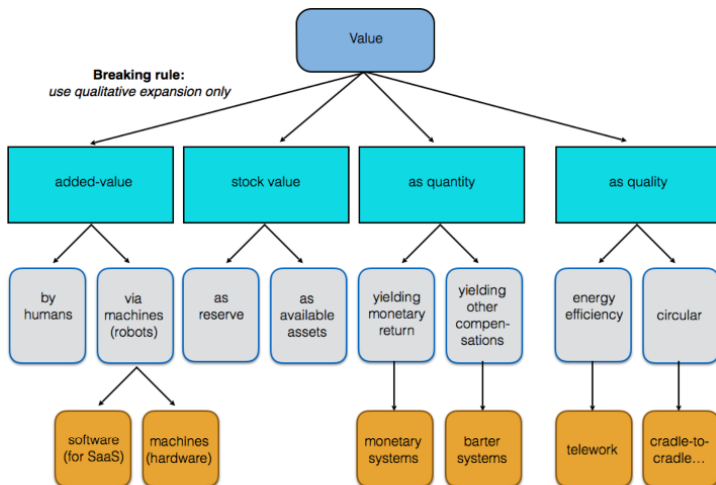 Value
Breaking rule:
use qualitative expansion only
added-value
stock value
as quantity
as quality
by
humans
via
machines
(robots)
as
reserve
as
available
assets
yielding
monetary
return
yielding
other
compen-
sations
energy
efficiency
circular
software
(for SaaS)
machines
(hardware)
monetary
systems
barter
systems
telework
cradle-to-
cradle...